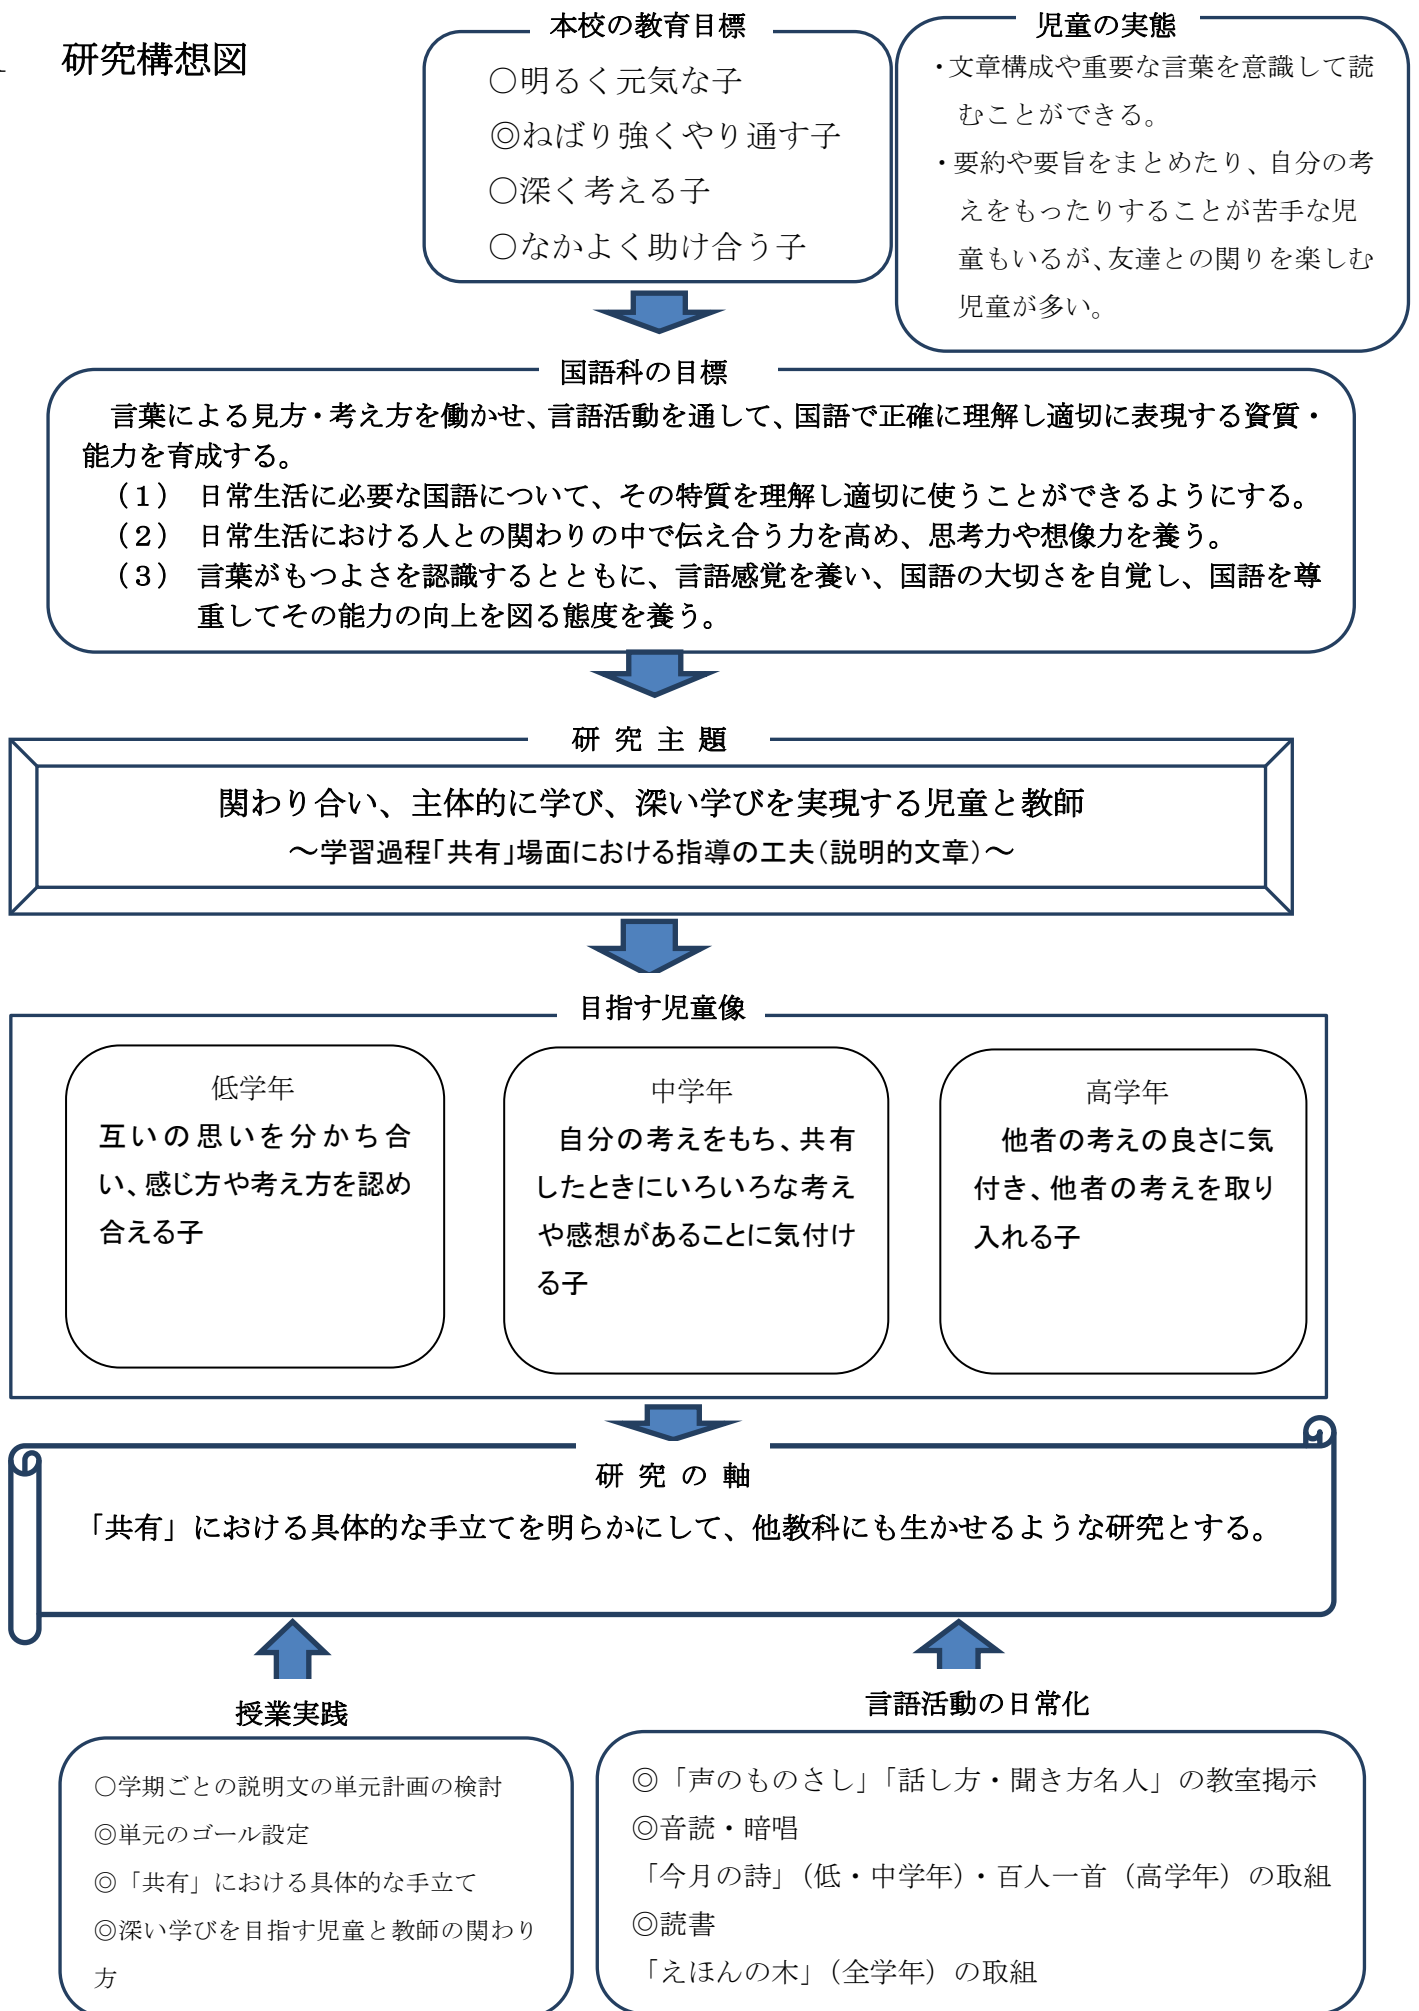 研究構想図
本校の教育目標
○明るく元気な子
◎ねばり強くやり通す子
○深く考える子
○なかよく助け合う子
児童の実態
・文章構成や重要な言葉を意識して読
むことができる。
・要約や要旨をまとめたり、自分の考
えをもったりすることが苦手な児
童もいるが、友達との関りを楽しむ
児童が多い。
国語科の目標
言葉による見方・考え方を働かせ、言語活動を通して、国語で正確に理解し適切に表現する資質・
能力を育成する。
（１） 日常生活に必要な国語について、その特質を理解し適切に使うことができるようにする。
（２） 日常生活における人との関わりの中で伝え合う力を高め、思考力や想像力を養う。
（３） 言葉がもつよさを認識するとともに、言語感覚を養い、国語の大切さを自覚し、国語を尊
重してその能力の向上を図る態度を養う。
研 究 主 題
関わり合い、主体的に学び、深い学びを実現する児童と教師
～学習過程「共有」場面における指導の工夫（説明的文章）～
目指す児童像
低学年
互いの思いを分かち合
い、感じ方や考え方を認め
合える子
中学年
自分の考えをもち、共有
したときにいろいろな考え
や感想があることに気付け
る子
高学年
他者の考えの良さに気
付き、他者の考えを取り
入れる子
研 究 の 軸
「共有」における具体的な手立てを明らかにして、他教科にも生かせるような研究とする。
授業実践
○学期ごとの説明文の単元計画の検討
◎単元のゴール設定
◎「共有」における具体的な手立て
◎深い学びを目指す児童と教師の関わり
方
言語活動の日常化
◎「声のものさし」「話し方・聞き方名人」の教室掲示
◎音読・暗唱
「今月の詩」（低・中学年）・百人一首（高学年）の取組
◎読書
「えほんの木」（全学年）の取組